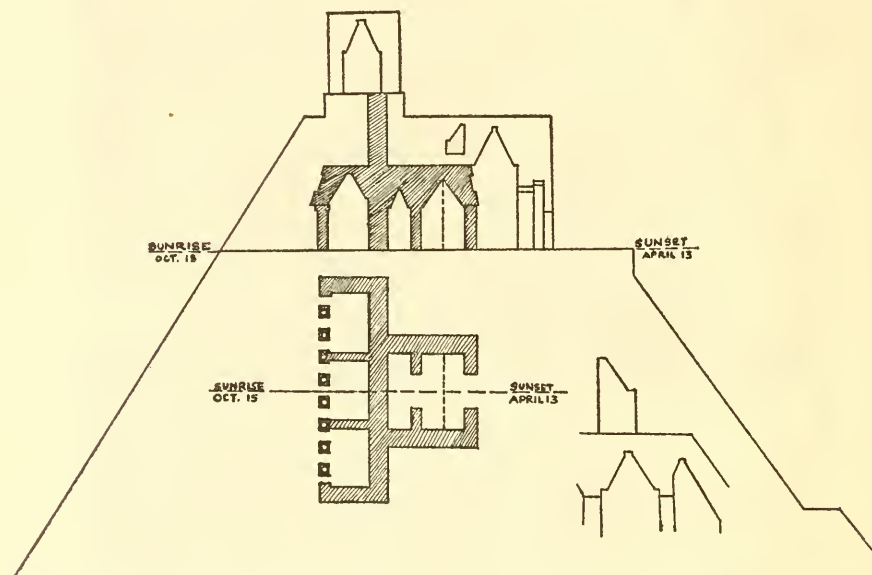 SUNRISE
OCT. 15
SUNSET
APRIL 13
SUNRISE
OCT. 15
SUNSET
APRIL 13